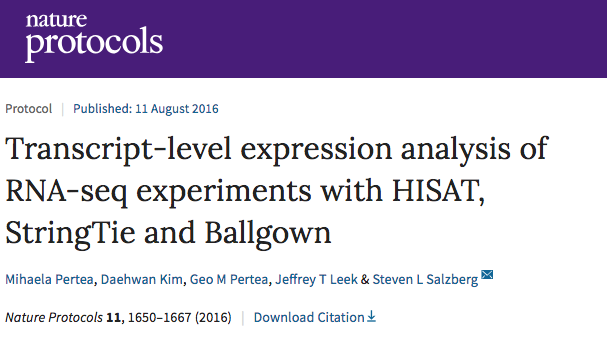 nature
protocols
Protocol | Published: 11 August 2016
Transcript-level expression analysis of
RNA-seq experiments with HISAT,
StringTie and Ballgown
Mihaela Pertea, Daehwan Kim, Geo M Pertea, Jeffrey T Leek & Steven L Salzberg
Nature Protocols 11, 1650–1667 (2016) | Download Citation